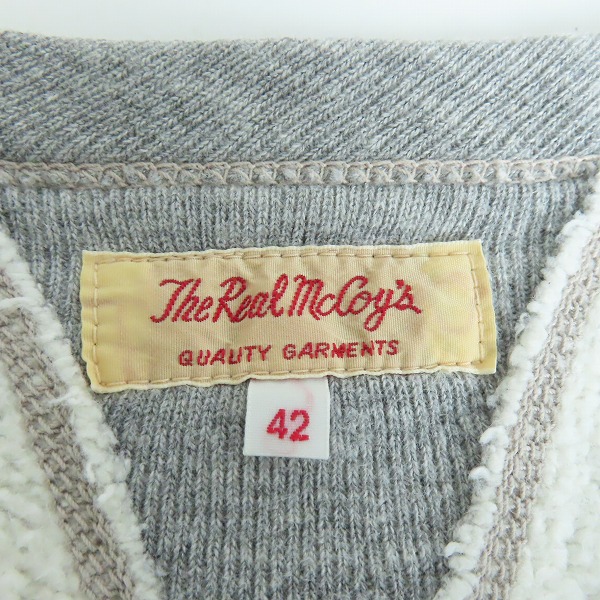 The Real McCoy's
QUALITY GARMENTS
42